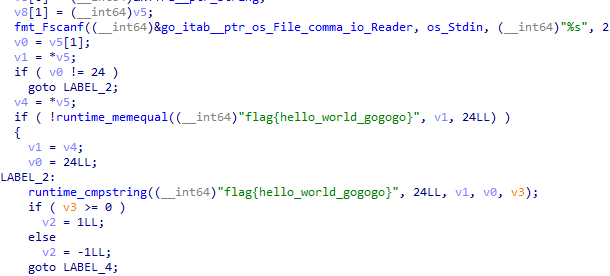 v8[1] = (__int64)v5;
fmt_Fscanf((__int64)&go_itab__ptr_os_File_comma_io_Reader, os_Stdin, (__int64)"%s", 2
v0 = v5[1];
v1 = *v5;
if ( v0 != 24 )
goto LABEL_2;
v4 = *v5;
if ( !runtime_memequal((__int64)"flag{hello_world_gogogo}", v1, 24LL) )
{
v1 = v4;
v0 = 24LL;
LABEL_2:
runtime_cmpstring((__int64)"flag{hello_world_gogogo}", 24LL, v1, v0, v3);
if ( v3 >= 0 )
v2 = 1LL;
else
v2 = -1LL;
goto LABEL_4;